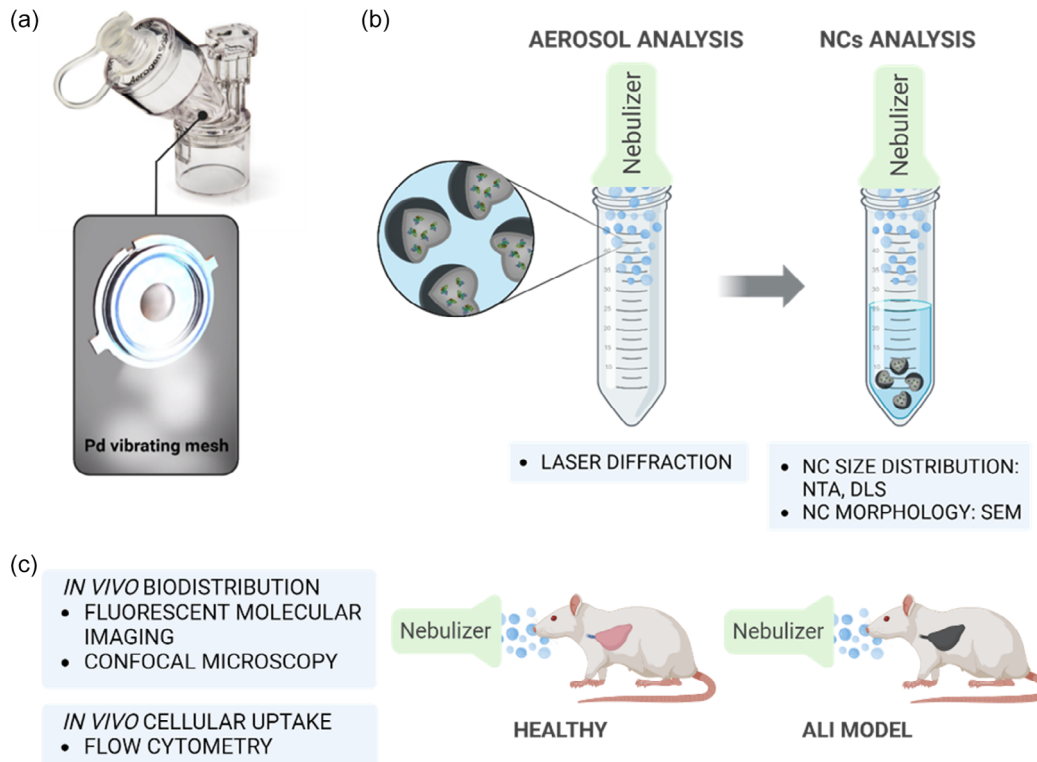 (a)
Aerogen Solo
Pd vibrating mesh
(b)
AEROSOL ANALYSIS
NCs ANALYSIS
Nebulizer
Nebulizer
• LASER DIFFRACTION
• NC SIZE DISTRIBUTION:
NTA, DLS
• NC MORPHOLOGY: SEM
(c)
IN VIVO BIODISTRIBUTION
• FLUORESCENT MOLECULAR
IMAGING
• CONFOCAL MICROSCOPY
IN VIVO CELLULAR UPTAKE
• FLOW CYTOMETRY
Nebulizer
HEALTHY
Nebulizer
ALI MODEL